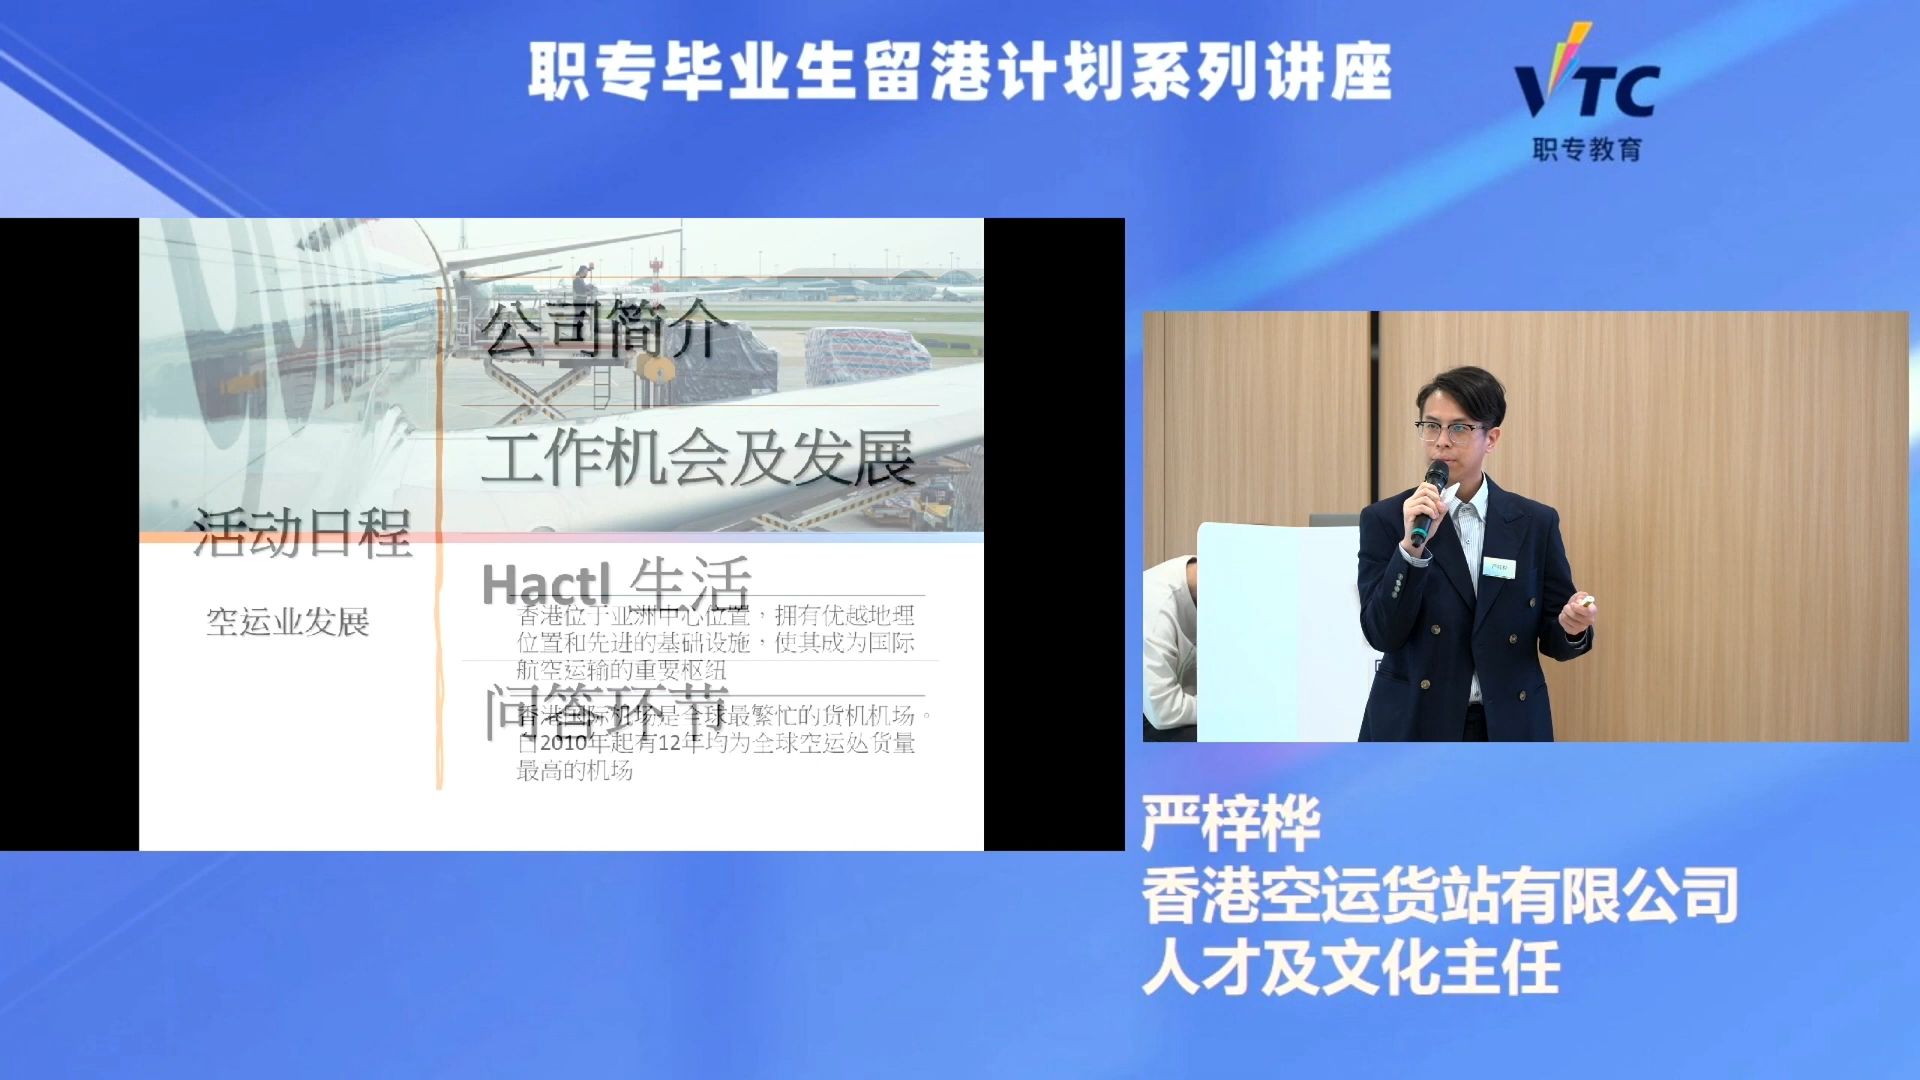 职专毕业生留港计划系列讲座
VTC
职专教育
公司简介
工作机会及发展
活动日程
Hactl 生活
问答环节
空运业发展
香港位于亚洲中心位置，拥有优越地理
位置和先进的基础设施，使其成为国际
航空运输的重要枢纽
香港国际机场是全球最繁忙的货机机场。
自2010年起有12年均为全球空运处货量
最高的机场
严梓桦
香港空运货站有限公司
人才及文化主任